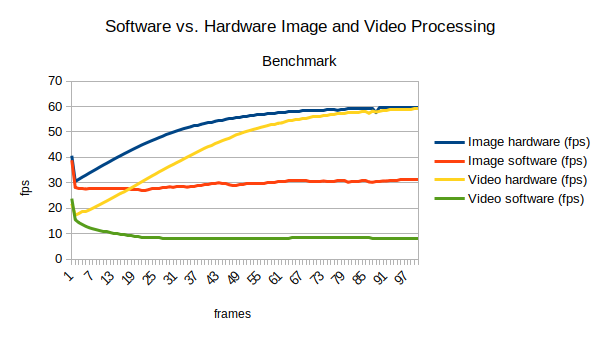 Software vs. Hardware Image and Video Processing
Benchmark
70
60
50
40
30
20
10
0
fps
1 7 13 19 25 31 37 43 49 55 61 67 73 79 85 91 97
frames
Image hardware (fps)
Image software (fps)
Video hardware (fps)
Video software (fps)